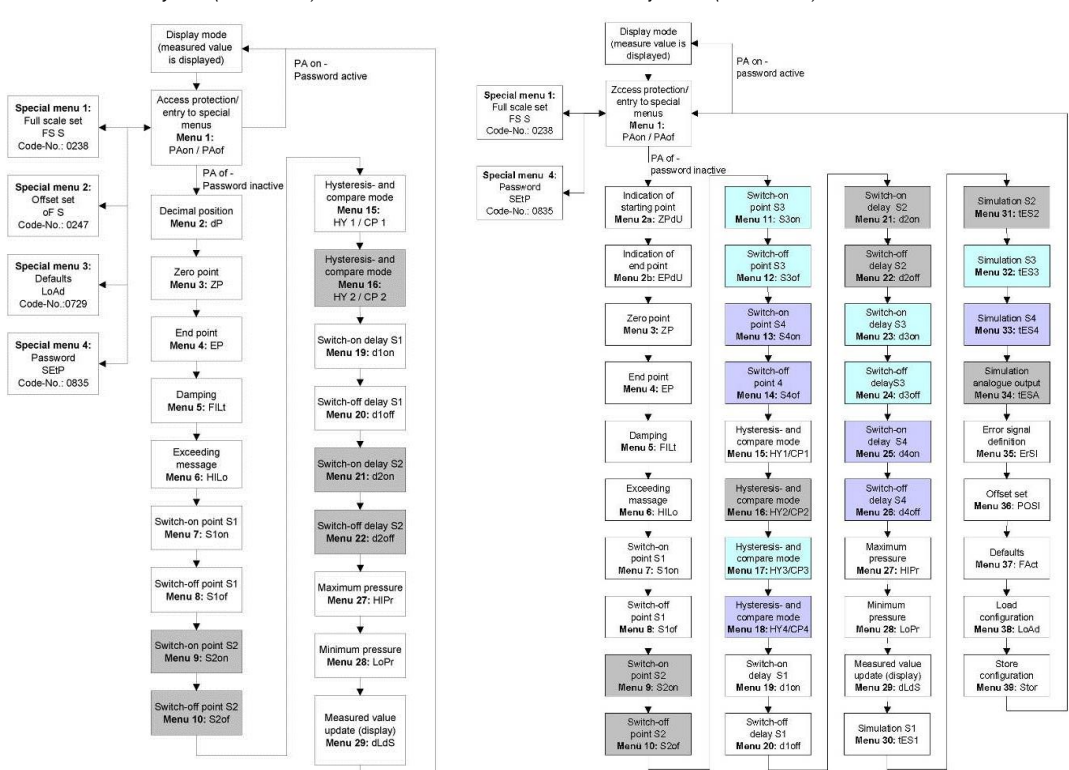 Display mode
(measured value
is displayed)
PA on -
Password active
Special menu 1:
Full scale set
FS S
Code-No.: 0238
Access protection/
entry to special
menus
Menu 1:
PAon / PAof
PA of -
Password inactive
Special menu 2:
Offset set
oF S
Code-No.: 0247
Special menu 3:
Defaults
LoAd
Code-No.:0729
Special menu 4:
Password
SEtP
Code-No.: 0835
Decimal position
Menu 2: dP
Zero point
Menu 3: ZP
End point
Menu 4: EP
Damping
Menu 5: FILt
Exceeding
message
Menu 6: HILo
Switch-on point S1
Menu 7: S1on
Switch-off point S1
Menu 8: S1of
Switch-on point S2
Menu 9: S2on
Switch-off point S2
Menu 10: S2of
Hysteresis- and
compare mode
Menu 15:
HY 1 / CP 1
Hysteresis- and
compare mode
Menu 16:
HY 2 / CP 2
Switch-on delay S1
Menu 19: d1on
Switch-off delay S1
Menu 20: d1off
Switch-on delay S2
Menu 21: d2on
Switch-off delay S2
Menu 22: d2off
Maximum pressure
Menu 27: HIPr
Minimum pressure
Menu 28: LoPr
Measured value
update (display)
Menu 29: dLdS
Display mode
(measure value is
displayed)
PA on -
password active
Special menu 1:
Full scale set
FS S
Code-No.: 0238
Zccess protection/
entry to special
menus
Menu 1:
PAon / PAof
PA of -
password inactive
Special menu 4:
Password
SEtP
Code-No.: 0835
Indication of
starting point
Menu 2a: ZPdU
Indication of
end point
Menu 2b: EPdU
Zero point
Menu 3: ZP
End point
Menu 4: EP
Damping
Menu 5: FILt
Exceeding
massage
Menu 6: HILo
Switch-on
point S1
Menu 7: S1on
Switch-off
point S1
Menu 8: S1of
Switch-on
point S2
Menu 9: S2on
Switch-off
point S2
Menu 10: S2of
Switch-on
point S3
Menu 11: S3on
Switch-off
point S3
Menu 12: S3of
Switch-on
point S4
Menu 13: S4on
Switch-off
point 4
Menu 14: S4of
Hysteresis- and
compare mode
Menu 15: HY1/CP1
Hysteresis- and
compare mode
Menu 16: HY2/CP2
Hysteresis- and
compare mode
Menu 17: HY3/CP3
Hysteresis- and
compare mode
Menu 18: HY4/CP4
Switch-on
delay S1
Menu 19: d1on
Switch-off
delay S1
Menu 20: d1off
Switch-on
delay S2
Menu 21: d2on
Switch-off
delay S2
Menu 22: d2off
Switch-on
delay S3
Menu 23: d3on
Switch-off
delayS3
Menu 24: d3off
Switch-on
delay S4
Menu 25: d4on
Switch-off
delay S4
Menu 26: d4off
Maximum
pressure
Menu 27: HIPr
Minimum
pressure
Menu 28: LoPr
Measured value
update (display)
Menu 29: dLdS
Simulation S1
Menu 30: tES1
Simulation S2
Menu 31: tES2
Simulation S3
Menu 32: tES3
Simulation S4
Menu 33: tES4
Simulation
analogue output
Menu 34: tESA
Error signal
definition
Menu 35: ErSI
Offset set
Menu 36: POSI
Defaults
Menu 37: FAct
Load
configuration
Menu 38: LoAd
Store
configuration
Menu 39: Stor